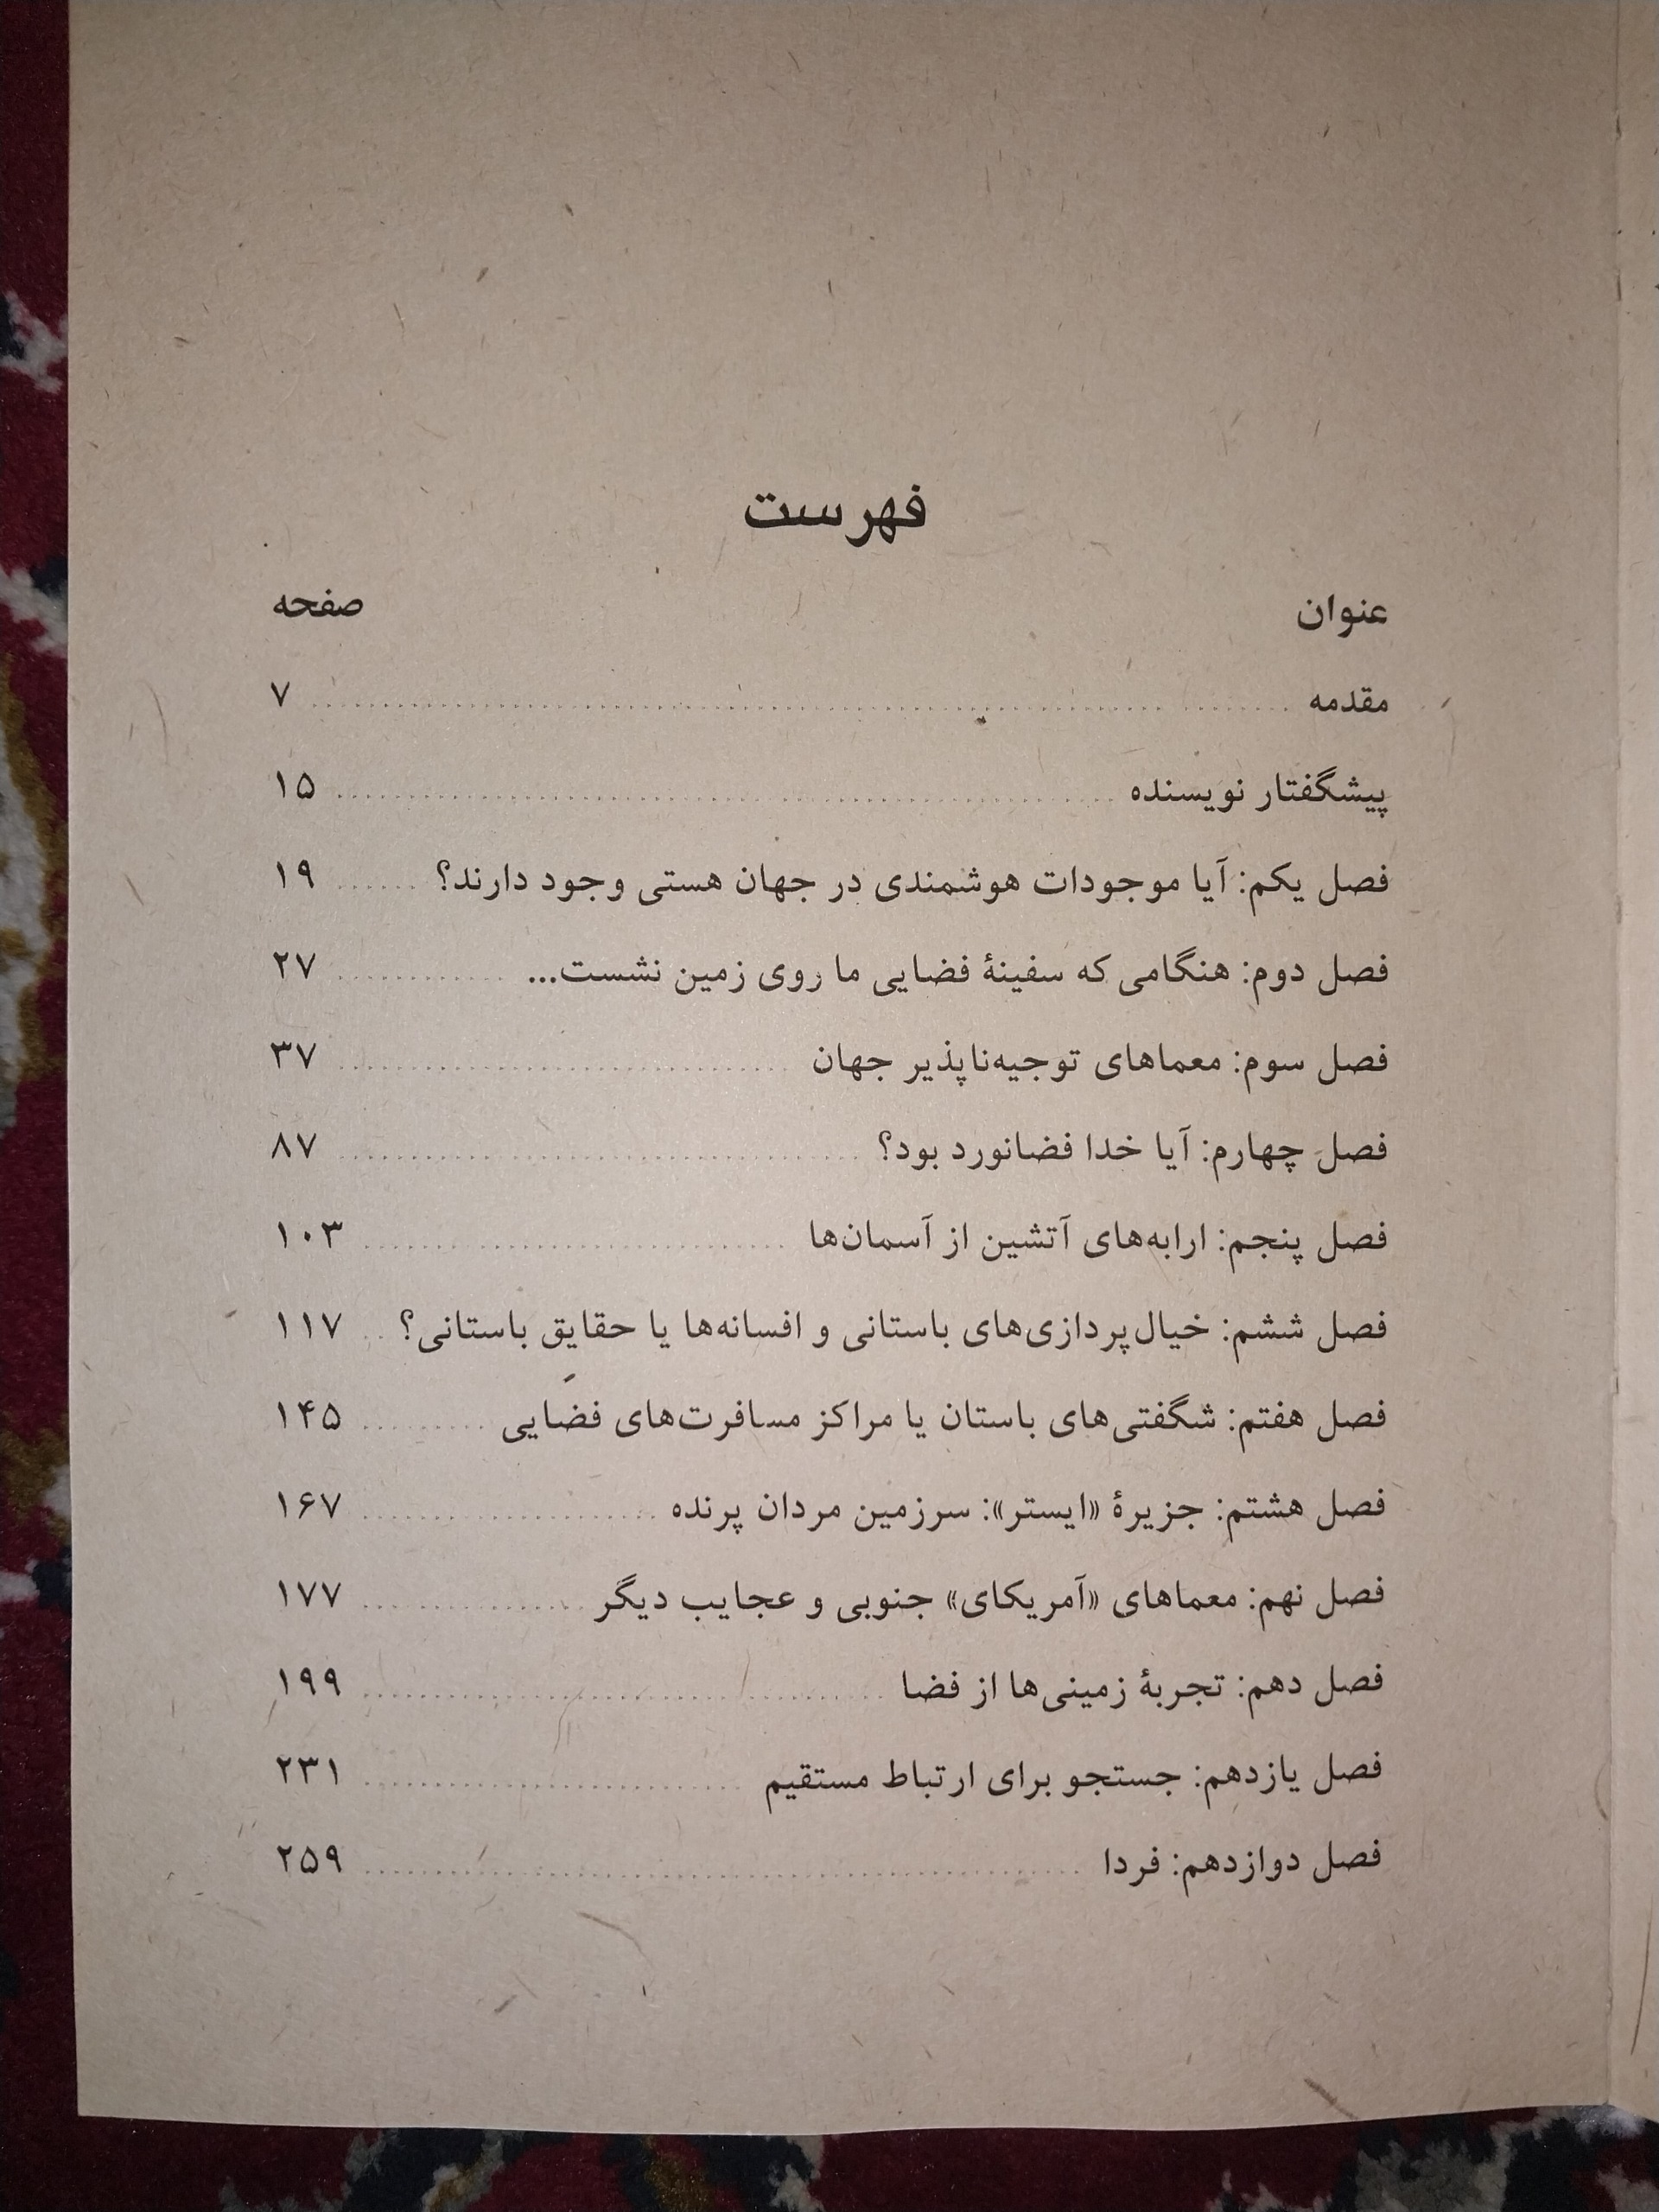 فهرست
عنوان صفحه
مقدمه ........ ۷
پیشگفتار نویسنده ........ ۱۵
فصل یکم: آیا موجودات هوشمندی در جهان هستی وجود دارند؟ ........ ۱۹
فصل دوم: هنگامی که سفینهٔ فضایی ما روی زمین نشست... ........ ۲۷
فصل سوم: معماهای توجیه‌ناپذیر جهان ........ ۳۷
فصل چهارم: آیا خدا فضانورد بود؟ ........ ۸۷
فصل پنجم: ارابه‌های آتشین از آسمان‌ها ........ ۱۰۳
فصل ششم: خیال‌پردازی‌های باستانی و افسانه‌ها یا حقایق باستانی؟ .. ۱۱۷
فصل هفتم: شگفتی‌های باستان یا مراکز مسافرت‌های فضایی ........ ۱۴۵
فصل هشتم: جزیرهٔ «ایستر»: سرزمین مردان پرنده ........ ۱۶۷
فصل نهم: معماهای «آمریکای» جنوبی و عجایب دیگر ........ ۱۷۷
فصل دهم: تجربهٔ زمینی‌ها از فضا ........ ۱۹۹
فصل یازدهم: جستجو برای ارتباط مستقیم ........ ۲۳۱
فصل دوازدهم: فردا ........ ۲۵۹